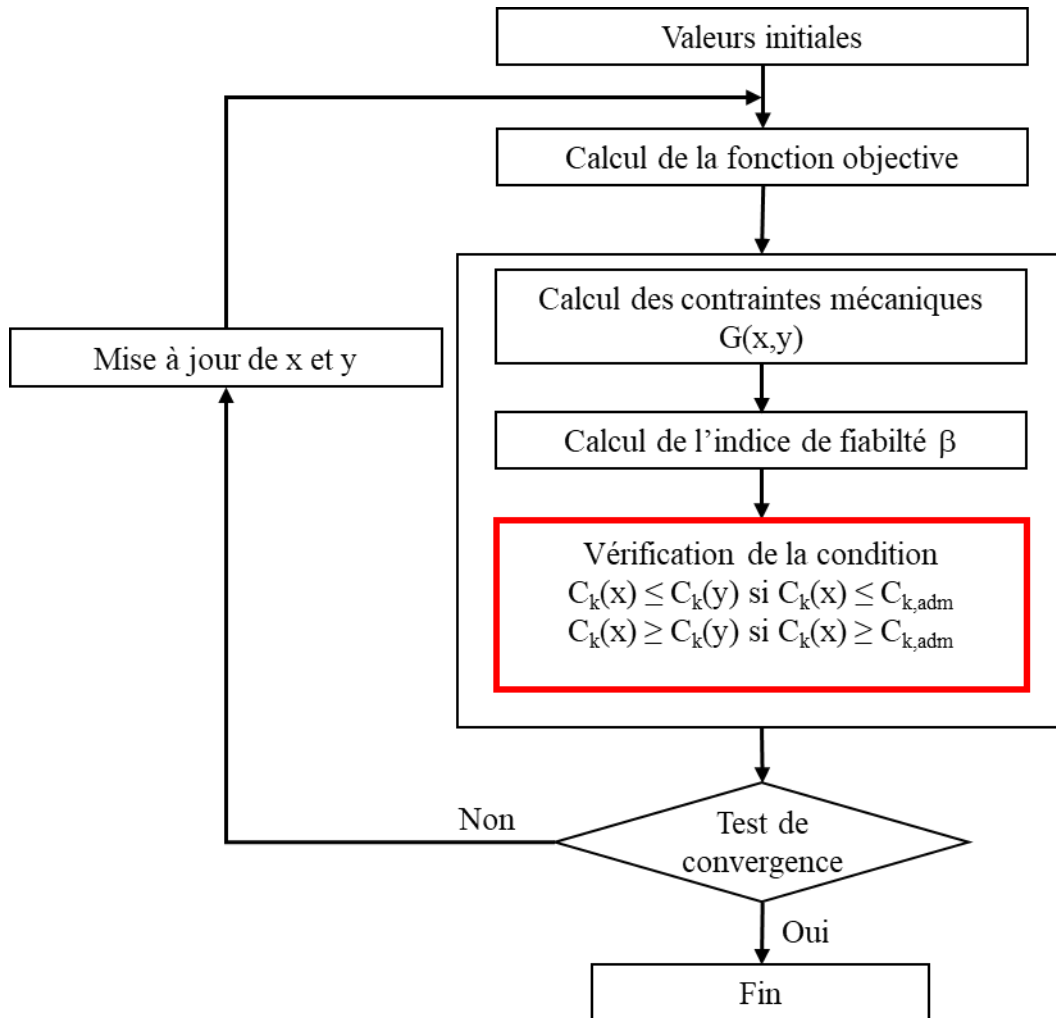 Valeurs initiales
Calcul de la fonction objective
Calcul des contraintes mécaniques
G(x,y)
Mise à jour de x et y
Calcul de l’indice de fiabilté β
Vérification de la condition
Cₖ(x) ≤ Cₖ(y) si Cₖ(x) ≤ Cₖ,adm
Cₖ(x) ≥ Cₖ(y) si Cₖ(x) ≥ Cₖ,adm
Non
Test de
convergence
Oui
Fin